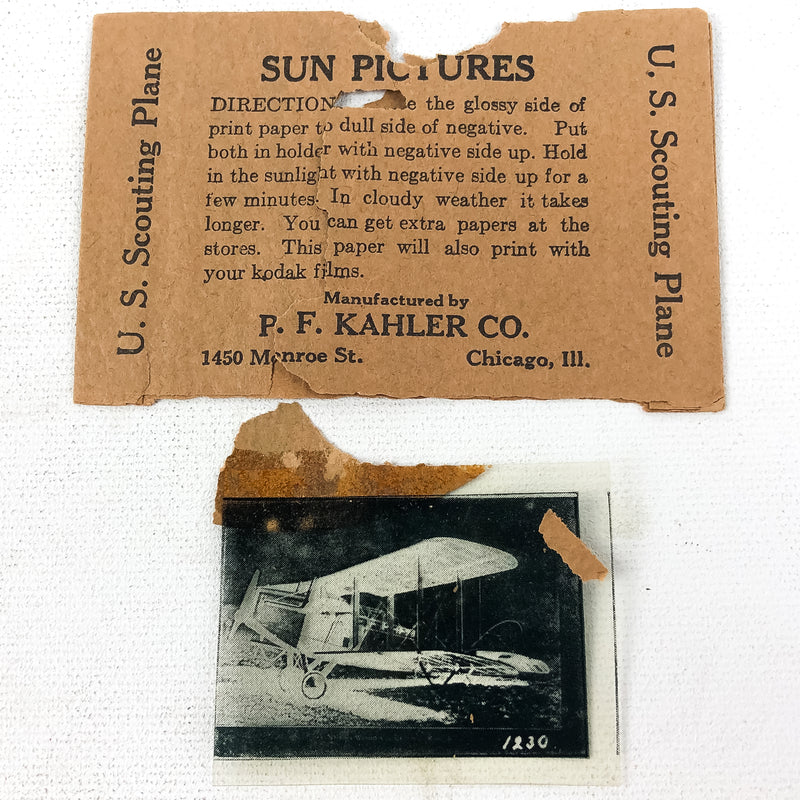 U. S. Scouting Plane
SUN PICTURES
DIRECTION e the glossy side of
print paper to dull side of negative. Put
both in holder with negative side up. Hold
in the sunlight with negative side up for a
few minutes. In cloudy weather it takes
longer. You can get extra papers at the
stores. This paper will also print with
your kodak films.
Manufactured by
P. F. KAHLER CO.
1450 Monroe St. Chicago, Ill.
U. S. Scouting Plane
1230